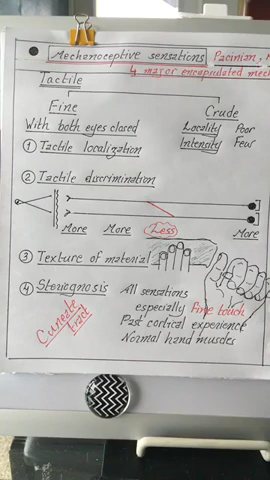 Mechanoceptive sensations Pacinian, M
4 major encapsulated mech
Tactile
Fine Crude
With both eyes closed Locality Poor
① Tactile localization Intensity Few
② Tactile discrimination
More More Less More
③ Texture of material
④ Steriognosis All sensations
especially Fine touch
Cuneate Past cortical experience
tract Normal hand muscles